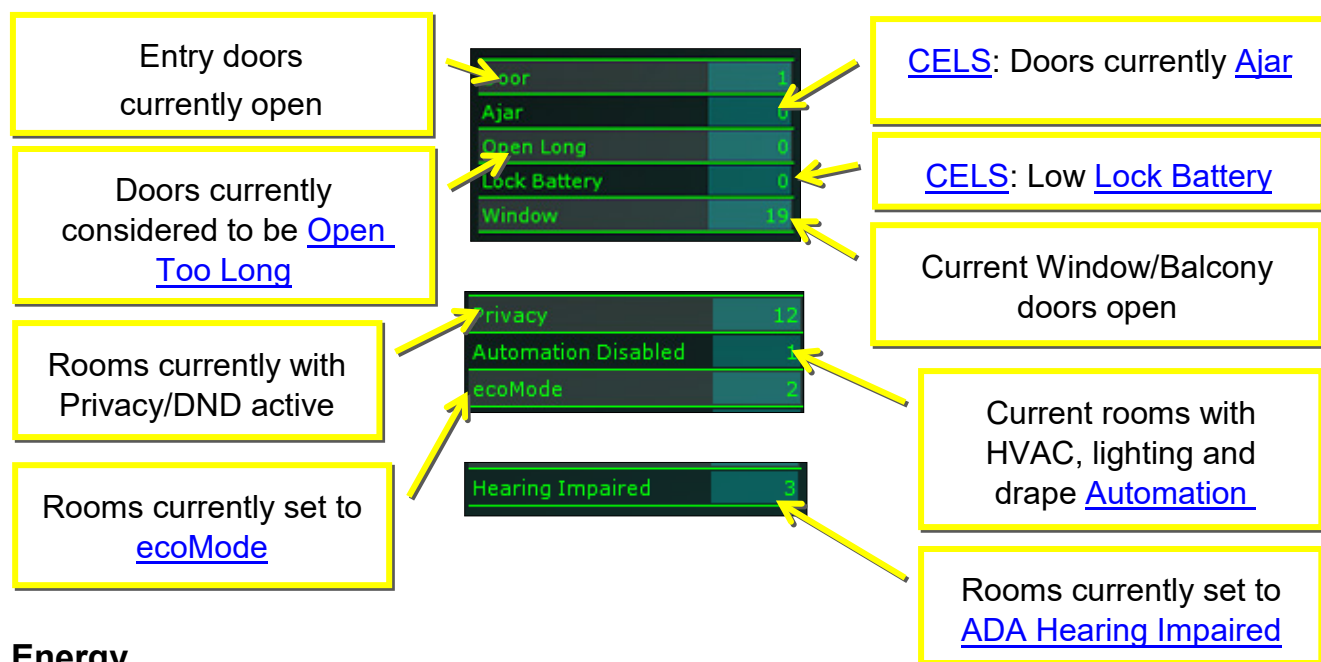 Entry doors
currently open
Doors currently
considered to be Open
Too Long
Rooms currently with
Privacy/DND active
Rooms currently set to
ecoMode
oor 1
Ajar 0
Open Long 0
Lock Battery 0
Window 19
Privacy 12
Automation Disabled 1
ecoMode 2
Hearing Impaired 3
CELS: Doors currently Ajar
CELS: Low Lock Battery
Current Window/Balcony
doors open
Current rooms with
HVAC, lighting and
drape Automation
Rooms currently set to
ADA Hearing Impaired
Energy